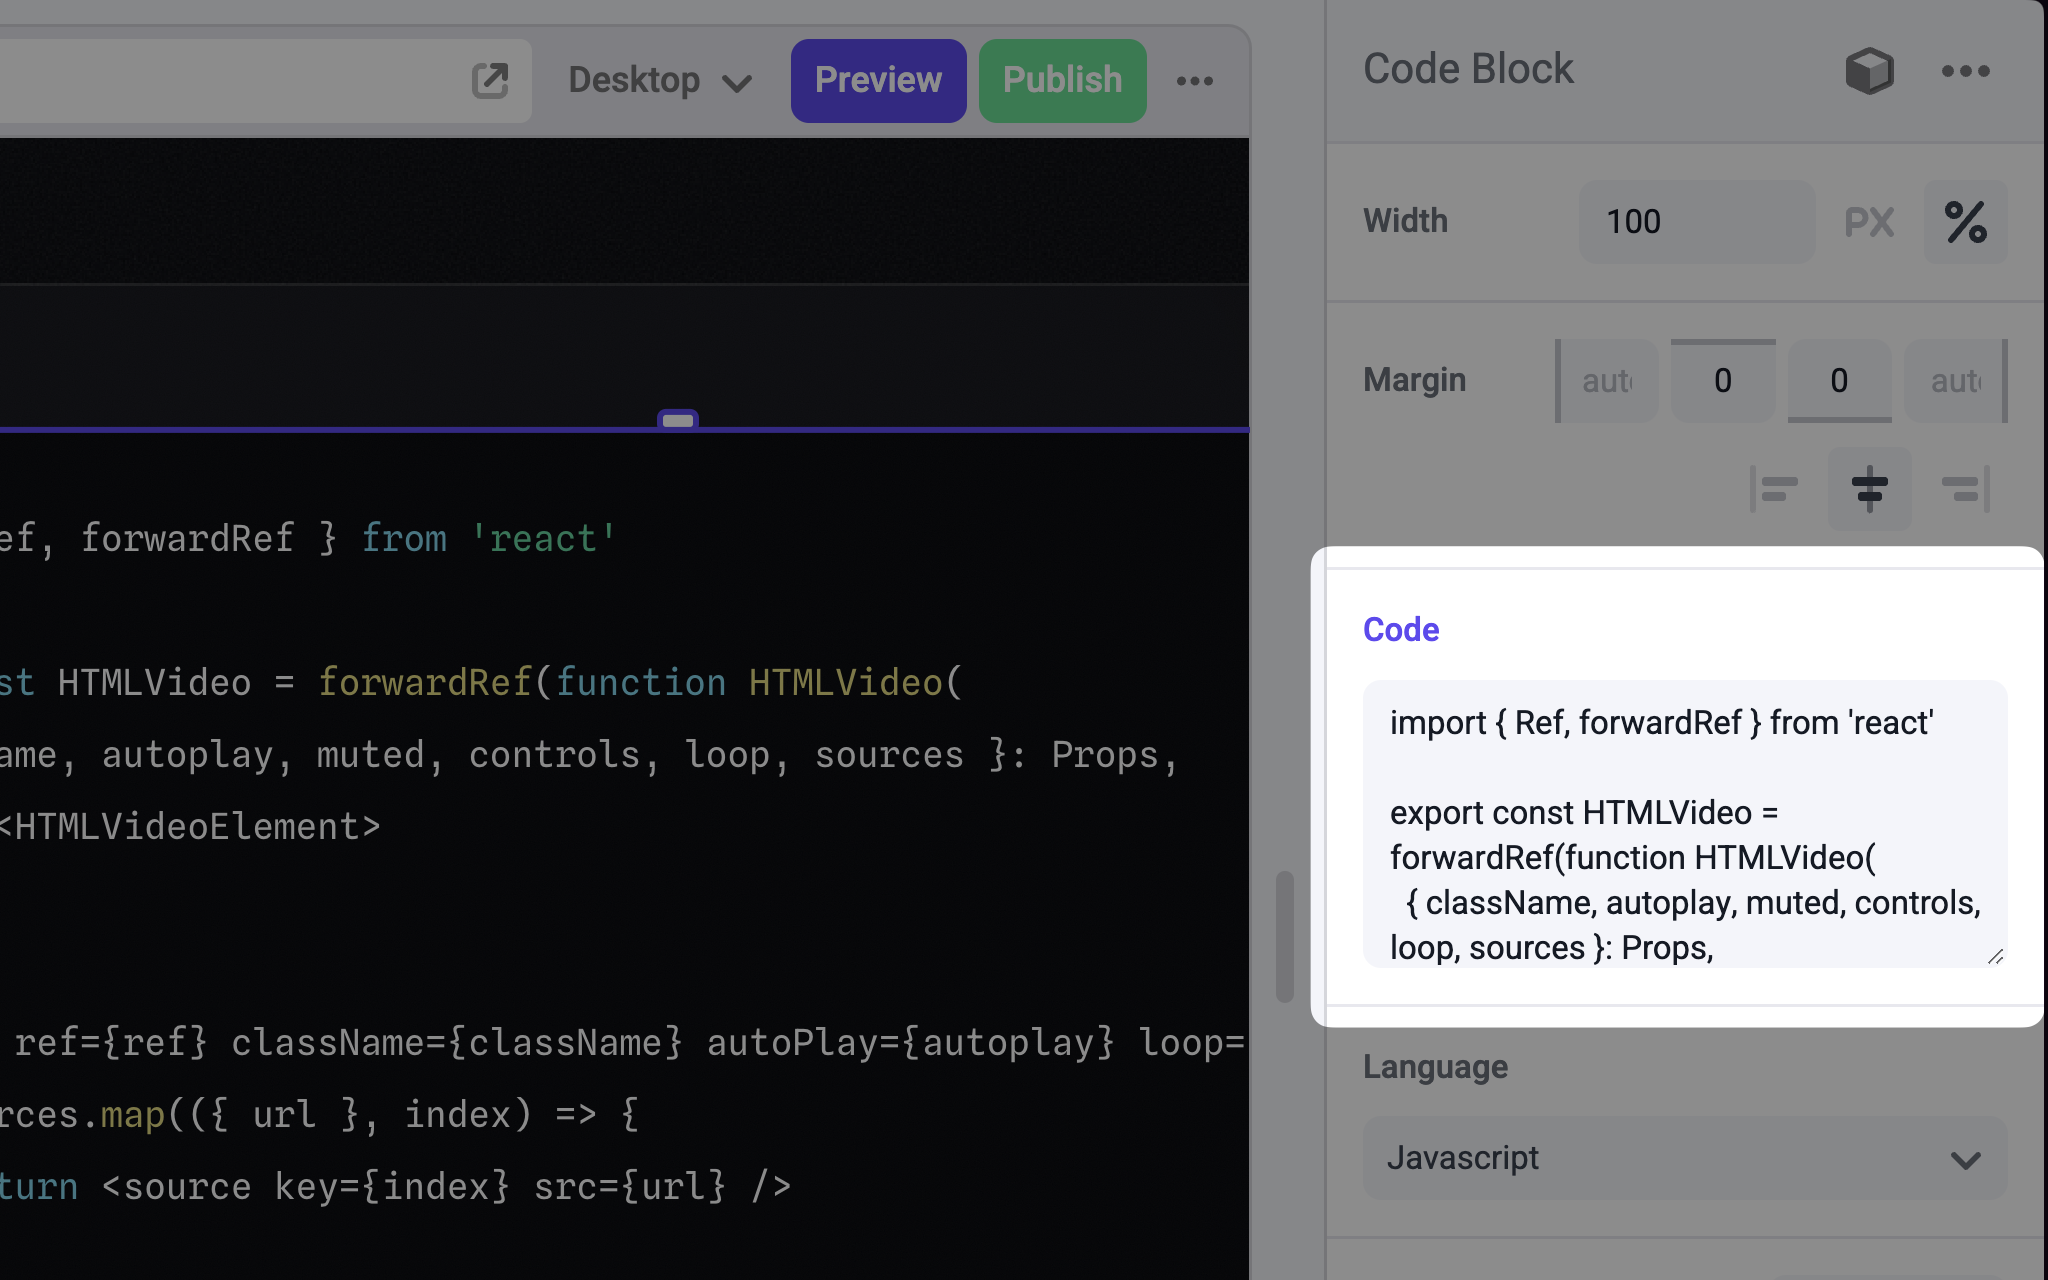 Desktop
Preview
Publish
ef, forwardRef } from 'react'
st HTMLVideo = forwardRef(function HTMLVideo(
ame, autoplay, muted, controls, loop, sources }: Props,
<HTMLVideoElement>
ref={ref} className={className} autoPlay={autoplay} loop=
rces.map(({ url }, index) => {
turn <source key={index} src={url} />
Code Block
Width
100
PX
%
Margin
auto
0
0
auto
Code
import { Ref, forwardRef } from 'react'
export const HTMLVideo =
forwardRef(function HTMLVideo(
{ className, autoplay, muted, controls,
loop, sources }: Props,
Language
Javascript